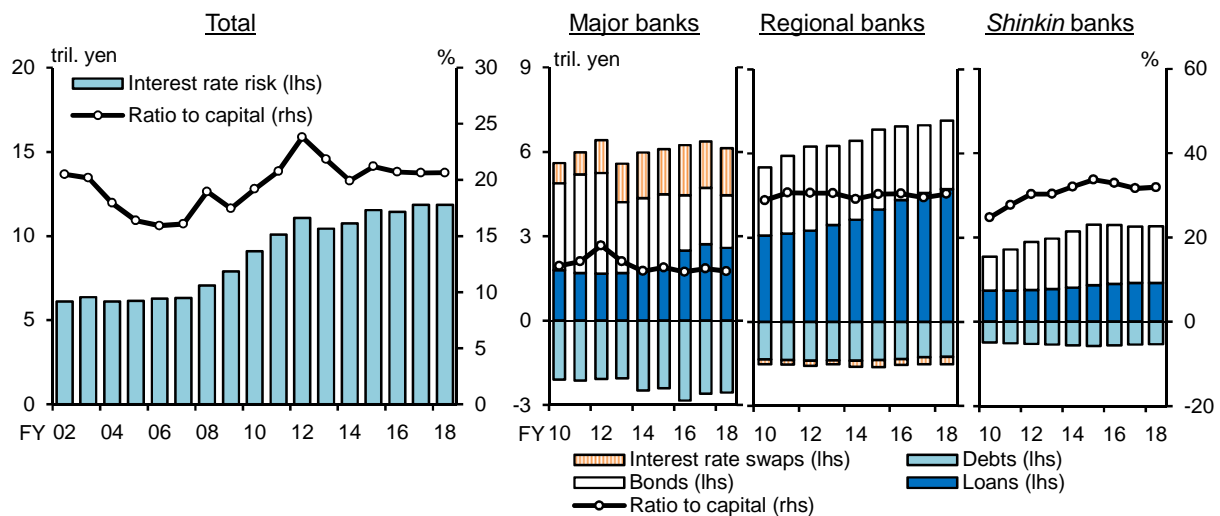 Total
Major banks
Regional banks
Shinkin banks
tril. yen
%
20
15
10
5
0
30
25
20
15
10
5
0
Interest rate risk (lhs)
Ratio to capital (rhs)
FY 02 04 06 08 10 12 14 16 18
tril. yen
%
9
6
3
0
-3
60
40
20
0
-20
FY 10 12 14 16 18
10 12 14 16 18
10 12 14 16 18
Interest rate swaps (lhs)
Debts (lhs)
Bonds (lhs)
Loans (lhs)
Ratio to capital (rhs)